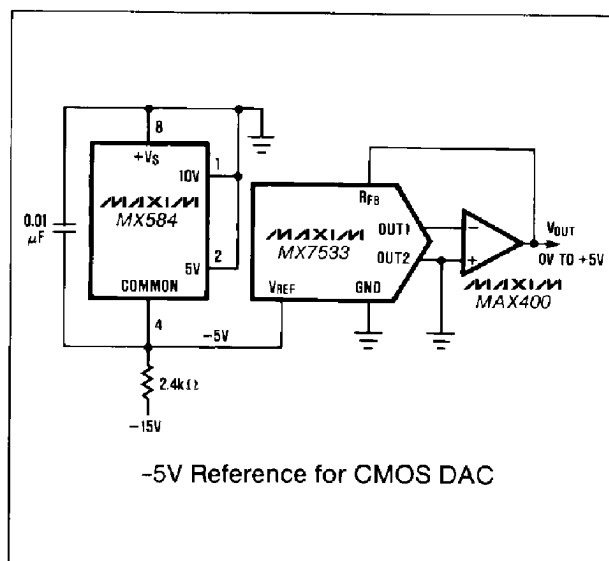 8
+VS
10V
1
MAXIM
MX584
0.01
µF
5V
2
COMMON
4
-5V
2.4kΩ
-15V
RFB
MAXIM
MX7533
OUT1
OUT2
VREF
GND
-
+
VOUT
0V TO +5V
MAXIM
MAX400
-5V Reference for CMOS DAC